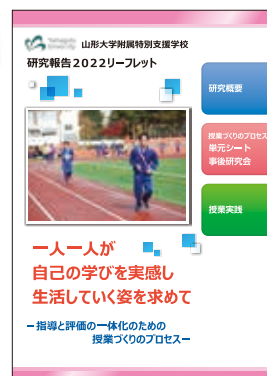 Yamagata
University
山形大学附属特別支援学校
研究報告2022リーフレット
研究概要
授業づくりのプロセス
単元シート
事後研究会
授業実践
一人一人が
自己の学びを実感し
生活していく姿を求めて
－指導と評価の一体化のための
授業づくりのプロセス－